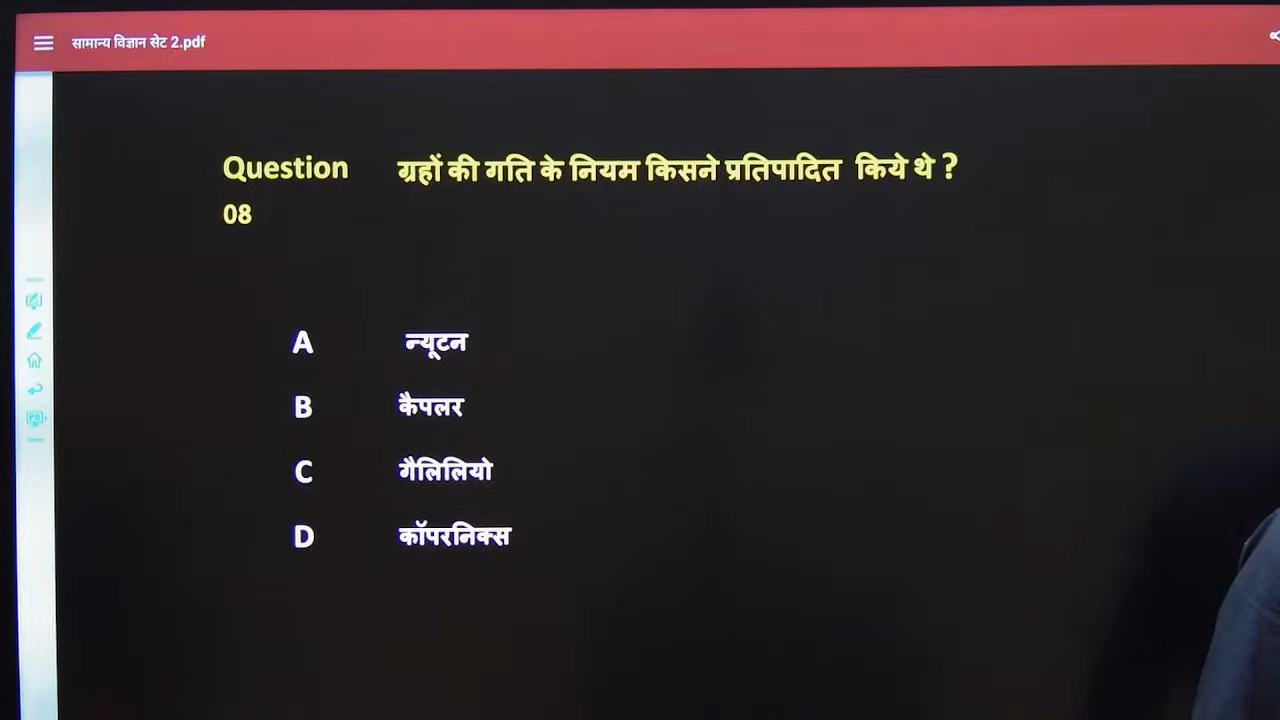 सामान्य विज्ञान सेट 2.pdf
Question ग्रहों की गति के नियम किसने प्रतिपादित किये थे ?
08
A न्यूटन
B कैपलर
C गैलिलियो
D कॉपरनिक्स